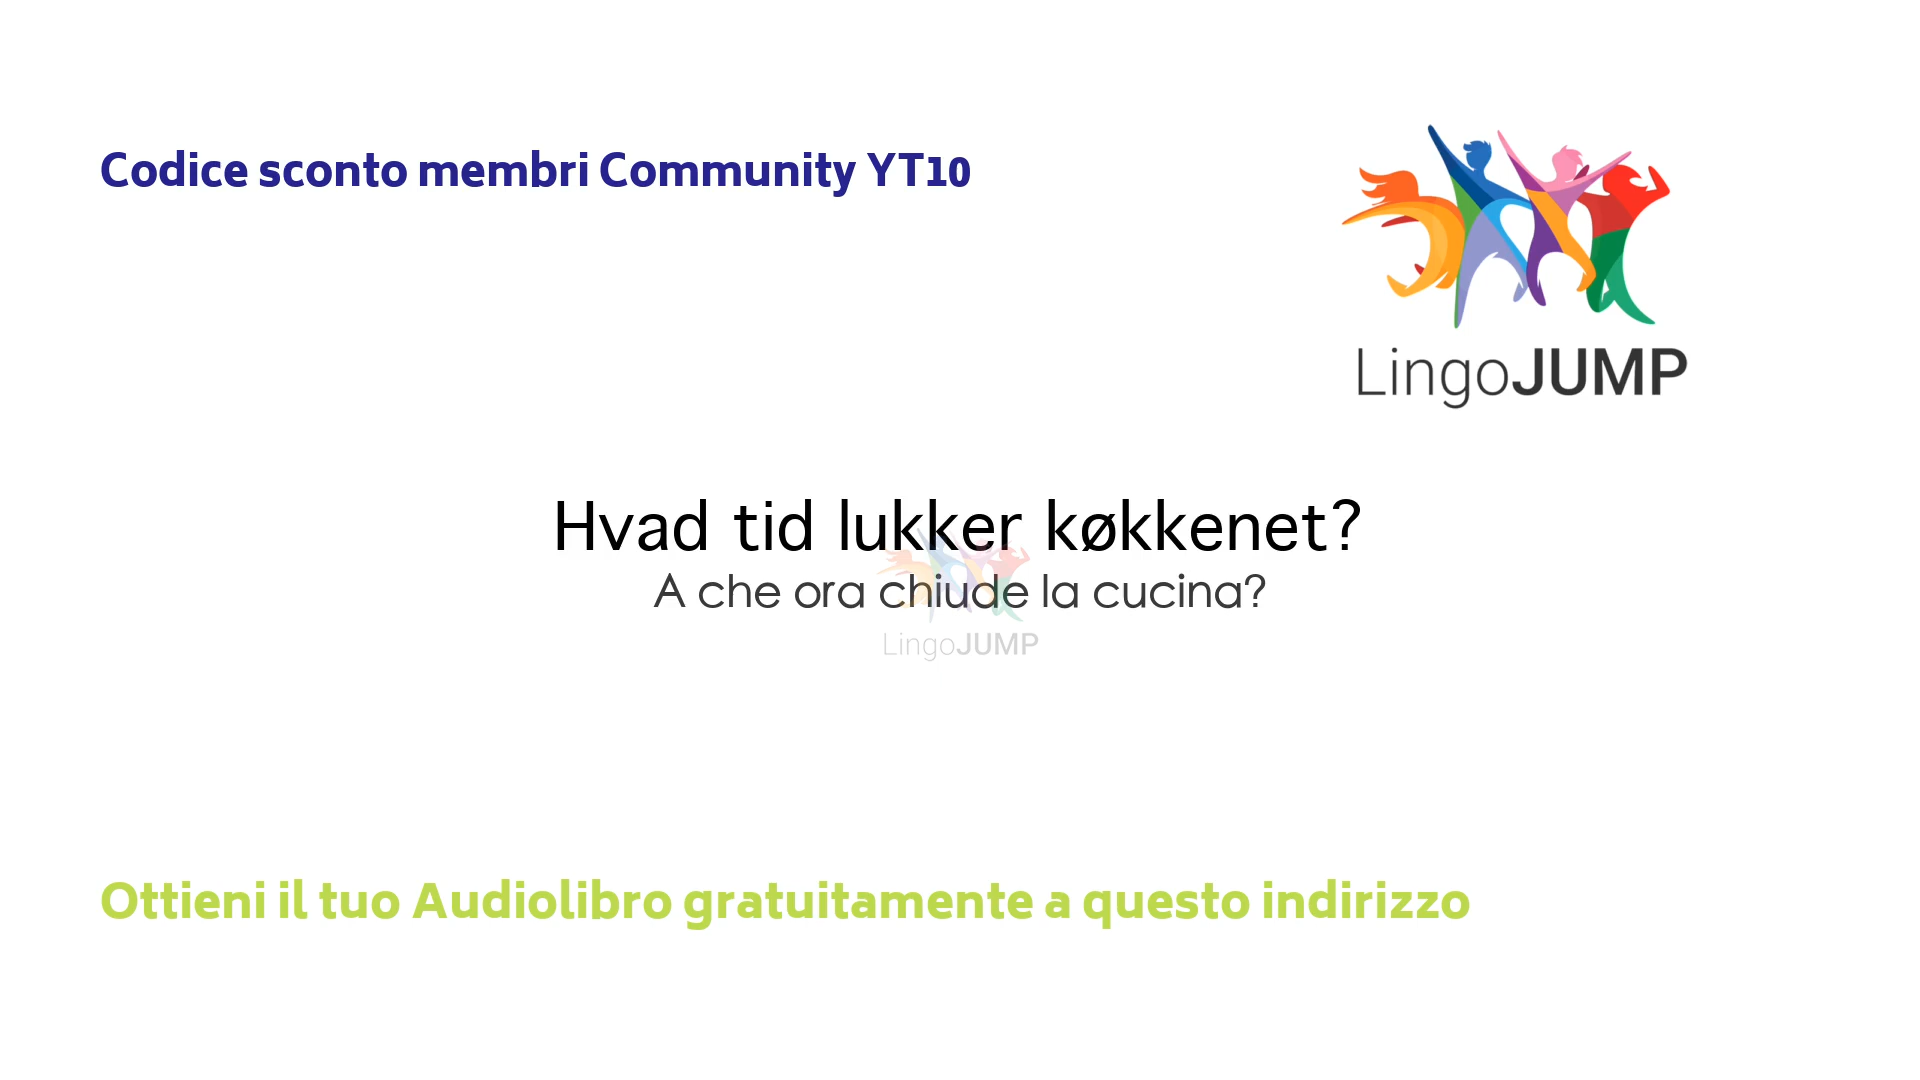 Codice sconto membri Community YT10
LingoJUMP
Hvad tid lukker køkkenet?
A che ora chiude la cucina?
LingoJUMP
Ottieni il tuo Audiolibro gratuitamente a questo indirizzo